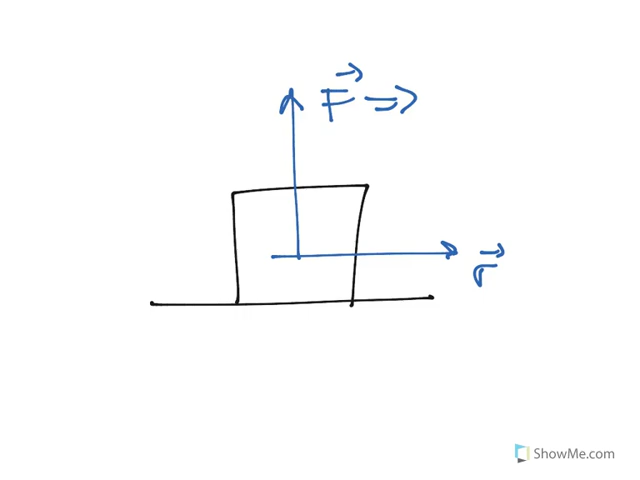 F⃗ ⇒
r⃗
ShowMe.com